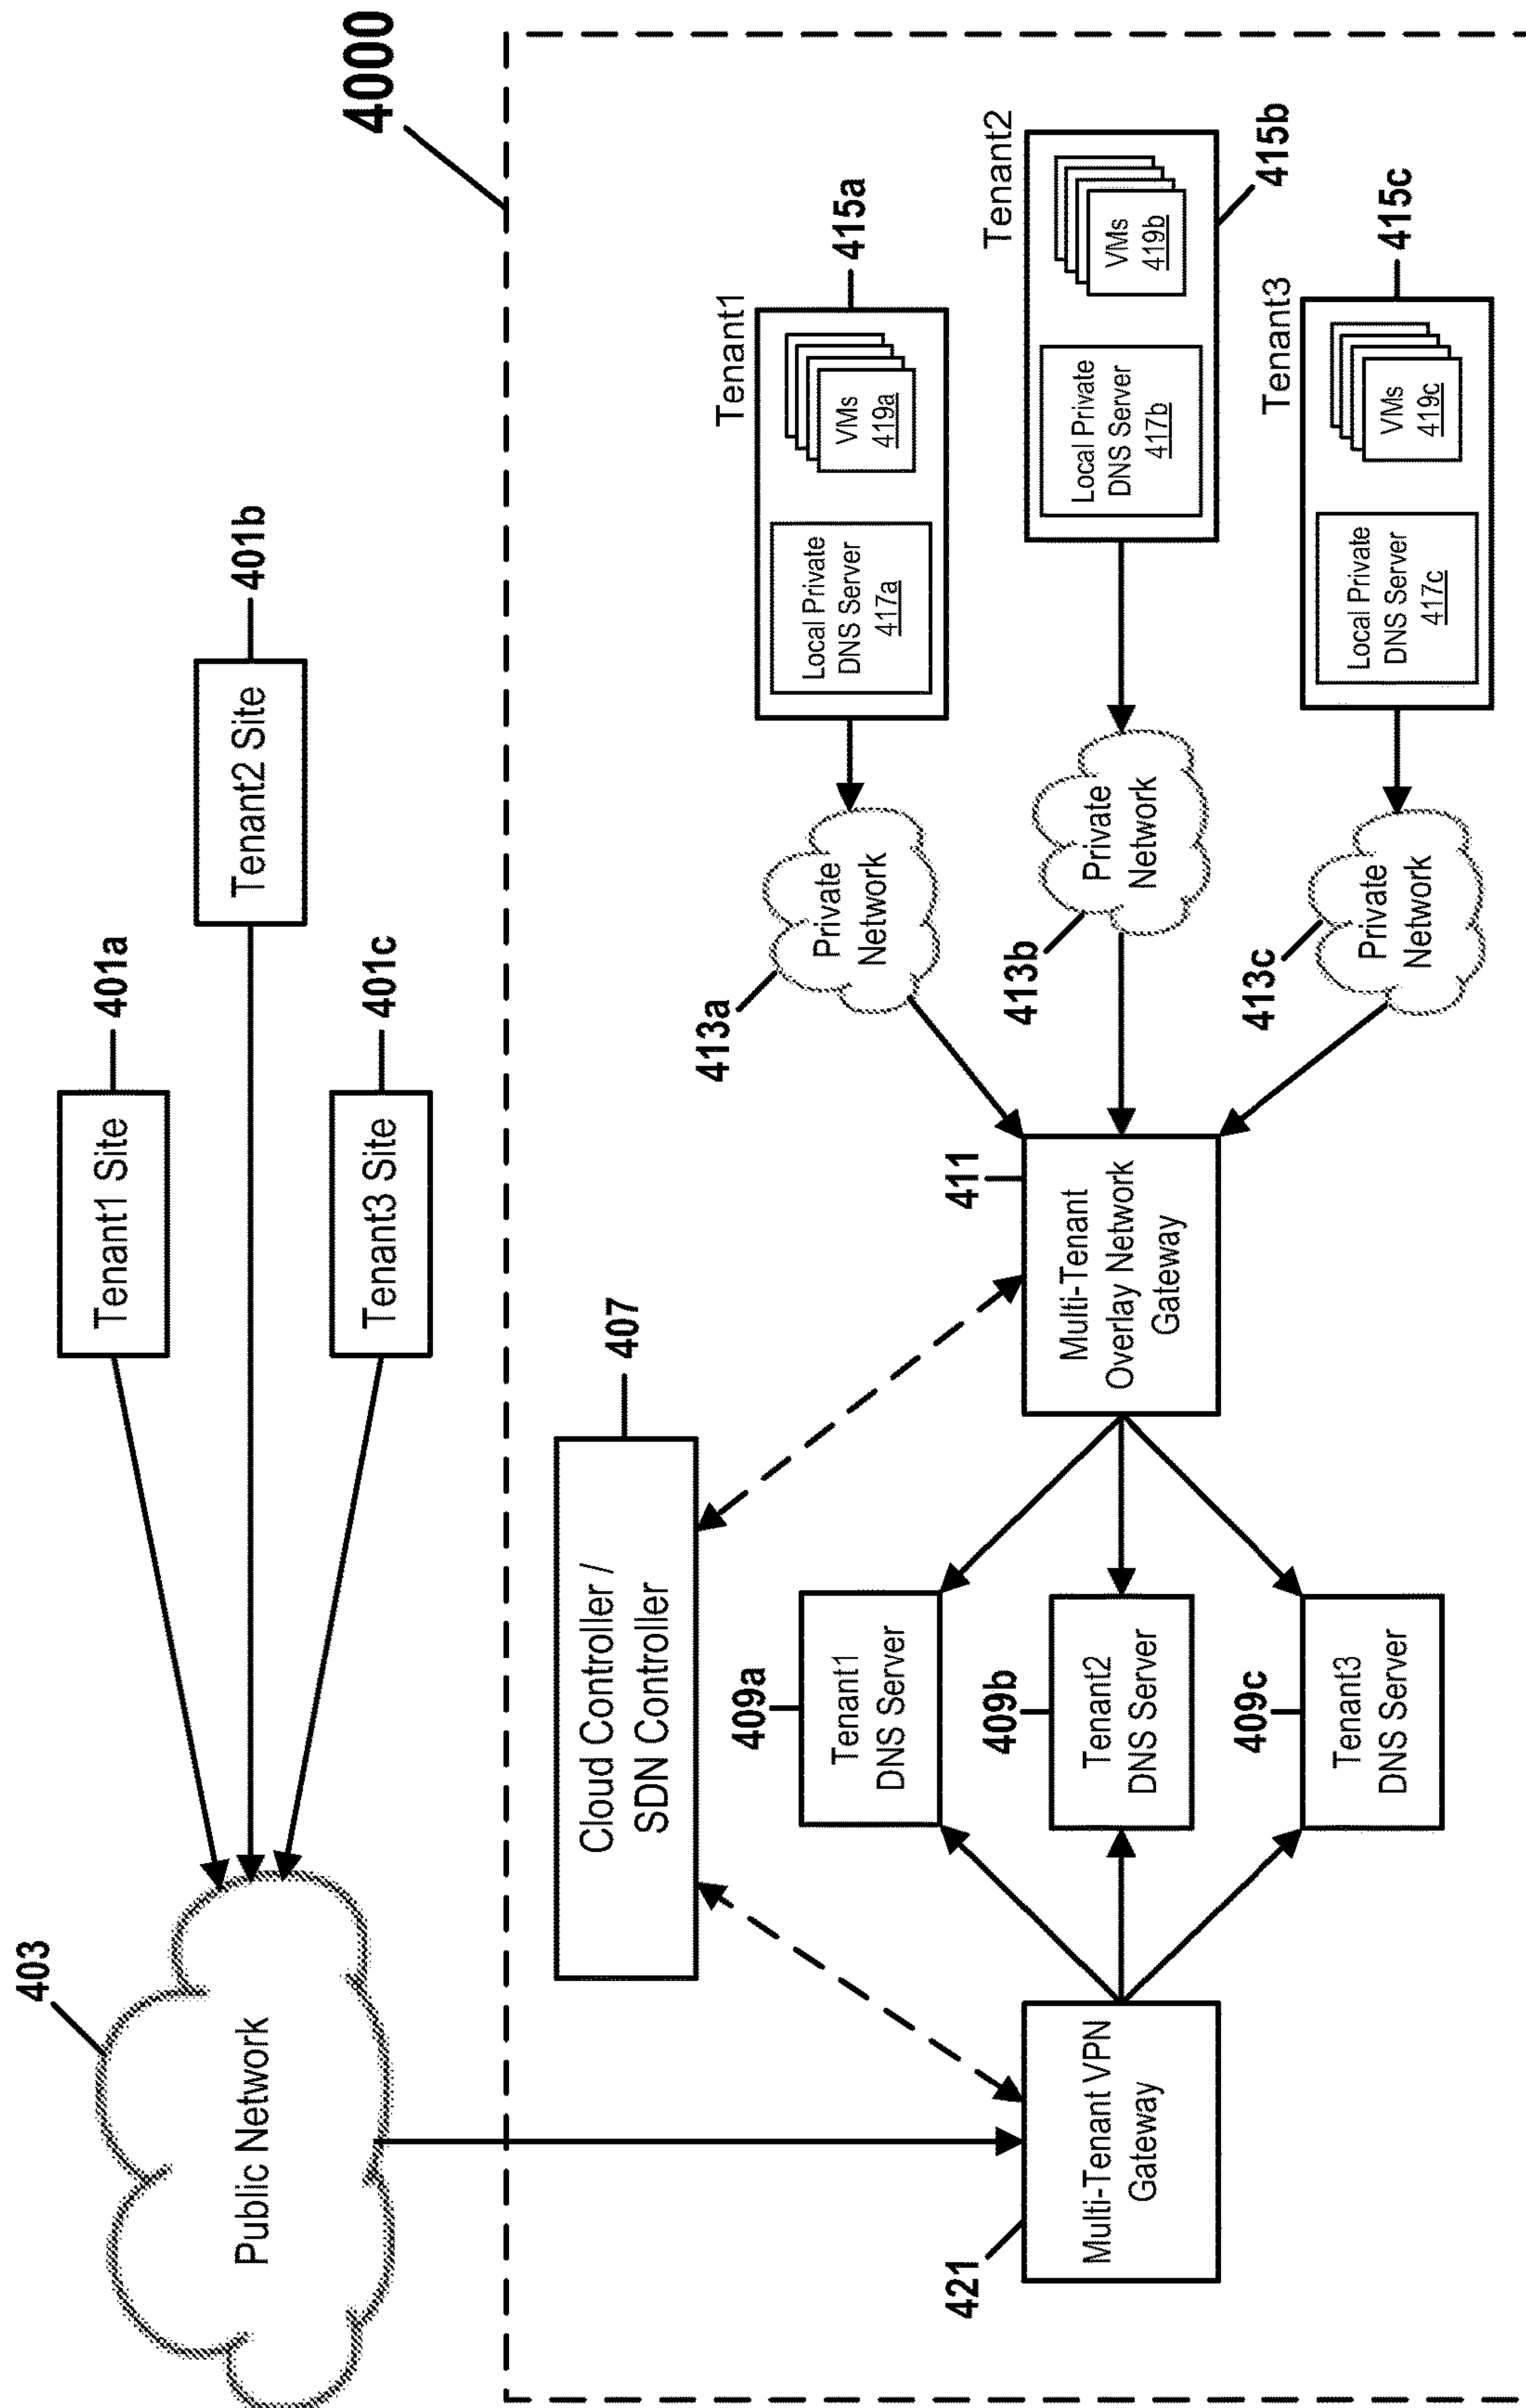 4000
403
Public Network
Tenant1 Site
401a
Tenant2 Site
401b
Tenant3 Site
401c
Cloud Controller /
SDN Controller
407
421
Multi-Tenant VPN
Gateway
409a
Tenant1
DNS Server
409b
Tenant2
DNS Server
409c
Tenant3
DNS Server
411
Multi-Tenant
Overlay Network
Gateway
413a
Private
Network
413b
Private
Network
413c
Private
Network
Tenant1
415a
Local Private
DNS Server
417a
VMs
419a
Tenant2
415b
Local Private
DNS Server
417b
VMs
419b
Tenant3
415c
Local Private
DNS Server
417c
VMs
419c